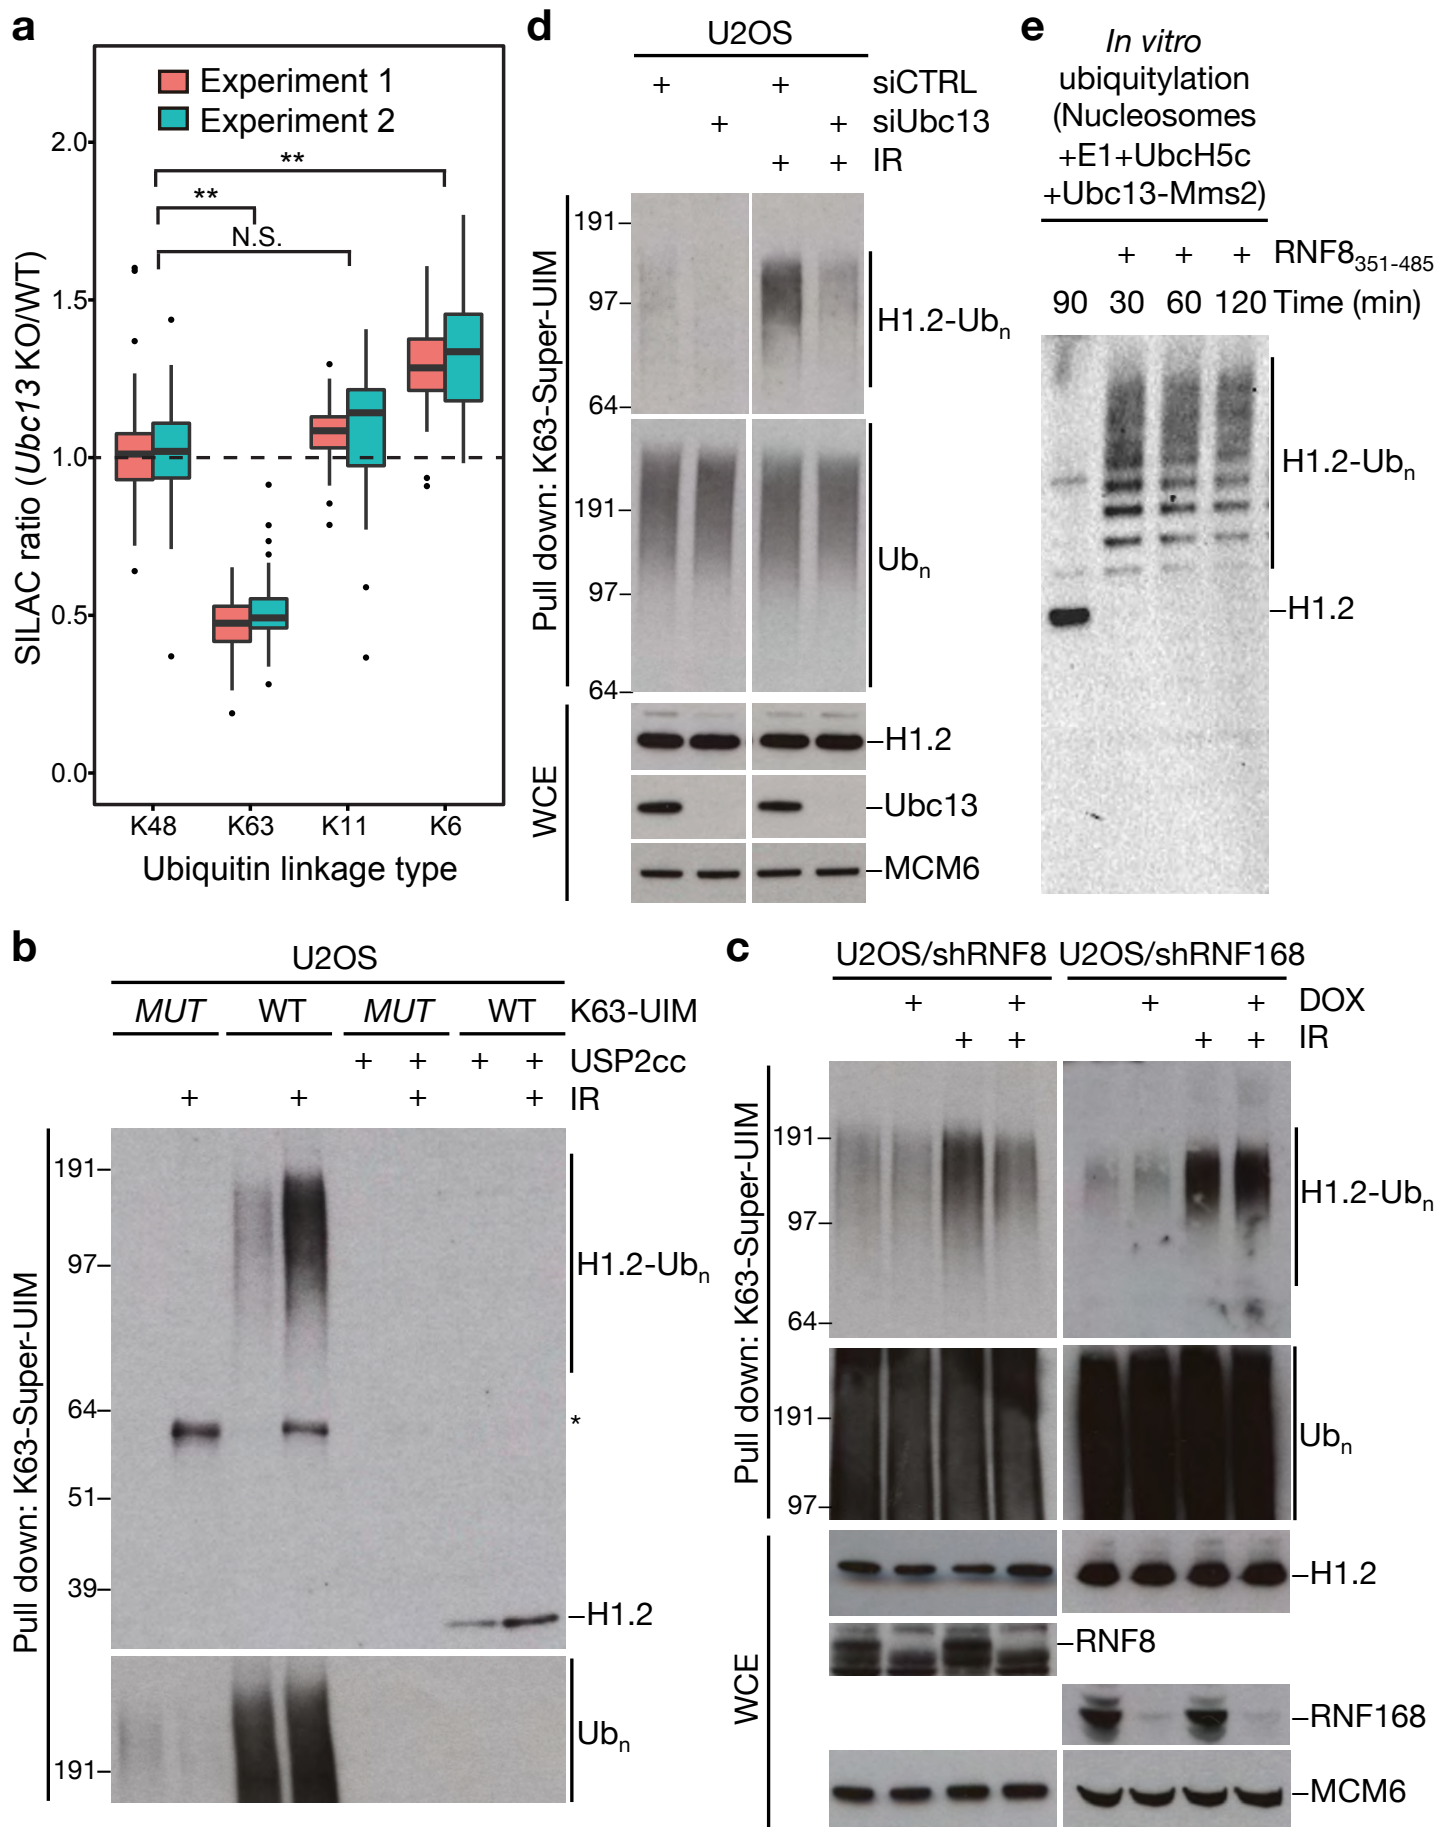 a
Experiment 1
Experiment 2
**
**
N.S.
SILAC ratio (Ubc13 KO/WT)
2.0
1.5
1.0
0.5
0.0
K48 K63 K11 K6
Ubiquitin linkage type
d
U2OS
+ + siCTRL
+ + siUbc13
+ + IR
Pull down: K63-Super-UIM
191
97
64
H1.2-Ubn
191
97
64
Ubn
WCE
H1.2
Ubc13
MCM6
e
In vitro
ubiquitylation
(Nucleosomes
+E1+UbcH5c
+Ubc13-Mms2)
+ + + RNF8351-485
90 30 60 120 Time (min)
H1.2-Ubn
H1.2
b
U2OS
MUT WT MUT WT K63-UIM
+ + + + USP2cc
+ + + + IR
Pull down: K63-Super-UIM
191
97
64
51
39
H1.2-Ubn
*
H1.2
191
Ubn
c
U2OS/shRNF8 U2OS/shRNF168
+ + + + DOX
+ + + + IR
Pull down: K63-Super-UIM
191
97
64
H1.2-Ubn
191
97
Ubn
WCE
H1.2
RNF8
RNF168
MCM6